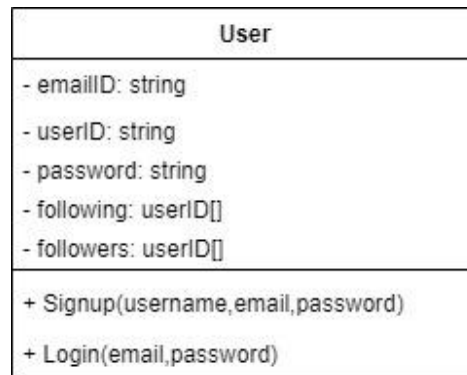 User
- emailID: string
- userID: string
- password: string
- following: userID[]
- followers: userID[]
+ Signup(username,email,password)
+ Login(email,password)